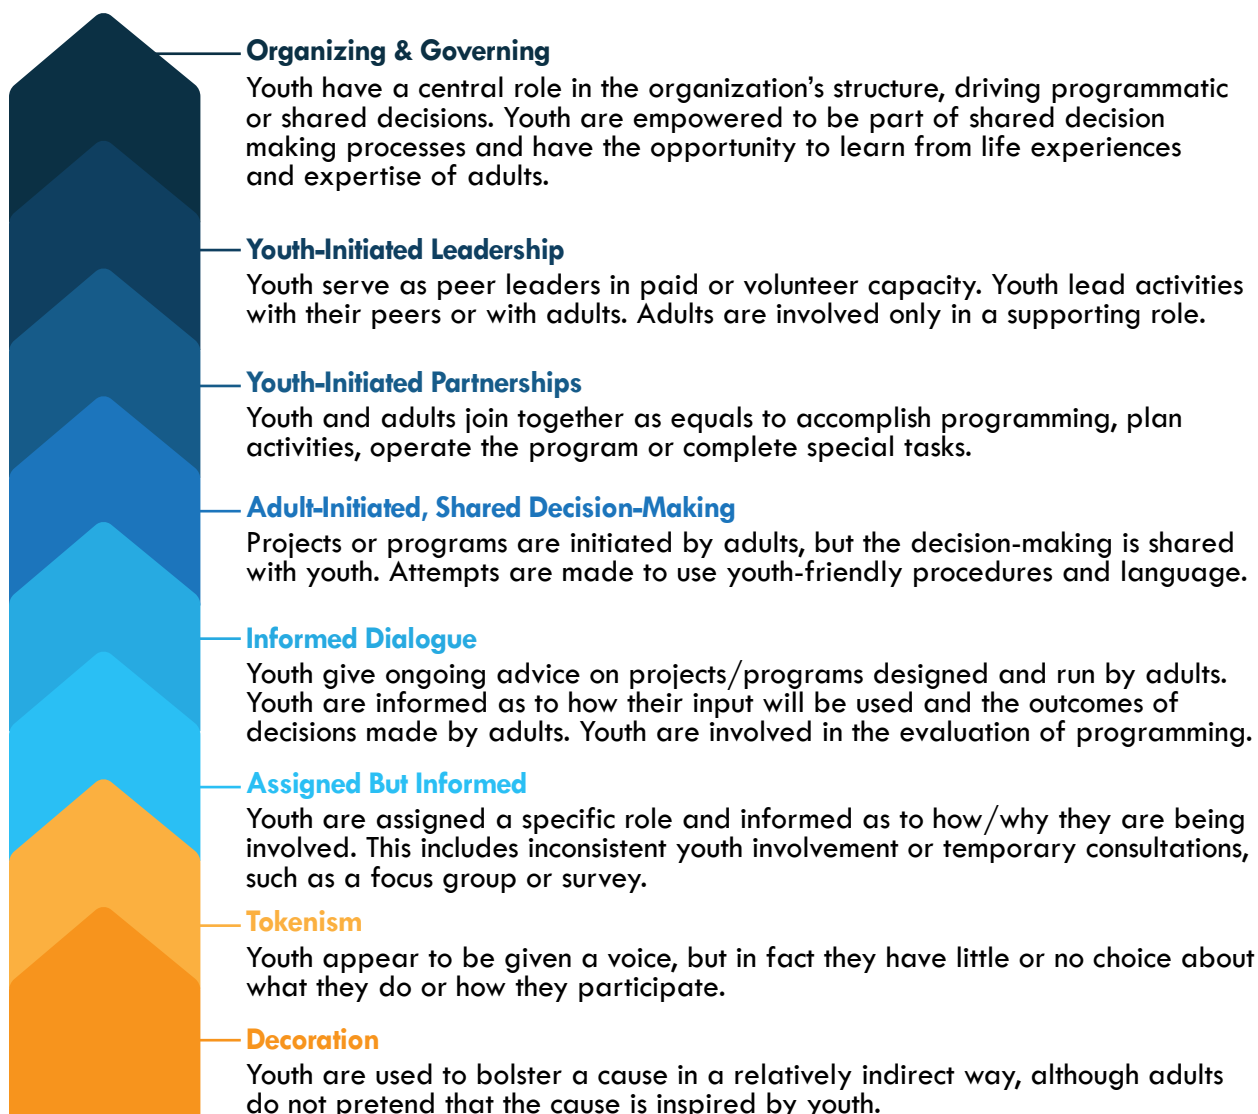 Organizing & Governing
Youth have a central role in the organization’s structure, driving programmatic
or shared decisions. Youth are empowered to be part of shared decision
making processes and have the opportunity to learn from life experiences
and expertise of adults.
Youth-Initiated Leadership
Youth serve as peer leaders in paid or volunteer capacity. Youth lead activities
with their peers or with adults. Adults are involved only in a supporting role.
Youth-Initiated Partnerships
Youth and adults join together as equals to accomplish programming, plan
activities, operate the program or complete special tasks.
Adult-Initiated, Shared Decision-Making
Projects or programs are initiated by adults, but the decision-making is shared
with youth. Attempts are made to use youth-friendly procedures and language.
Informed Dialogue
Youth give ongoing advice on projects/programs designed and run by adults.
Youth are informed as to how their input will be used and the outcomes of
decisions made by adults. Youth are involved in the evaluation of programming.
Assigned But Informed
Youth are assigned a specific role and informed as to how/why they are being
involved. This includes inconsistent youth involvement or temporary consultations,
such as a focus group or survey.
Tokenism
Youth appear to be given a voice, but in fact they have little or no choice about
what they do or how they participate.
Decoration
Youth are used to bolster a cause in a relatively indirect way, although adults
do not pretend that the cause is inspired by youth.